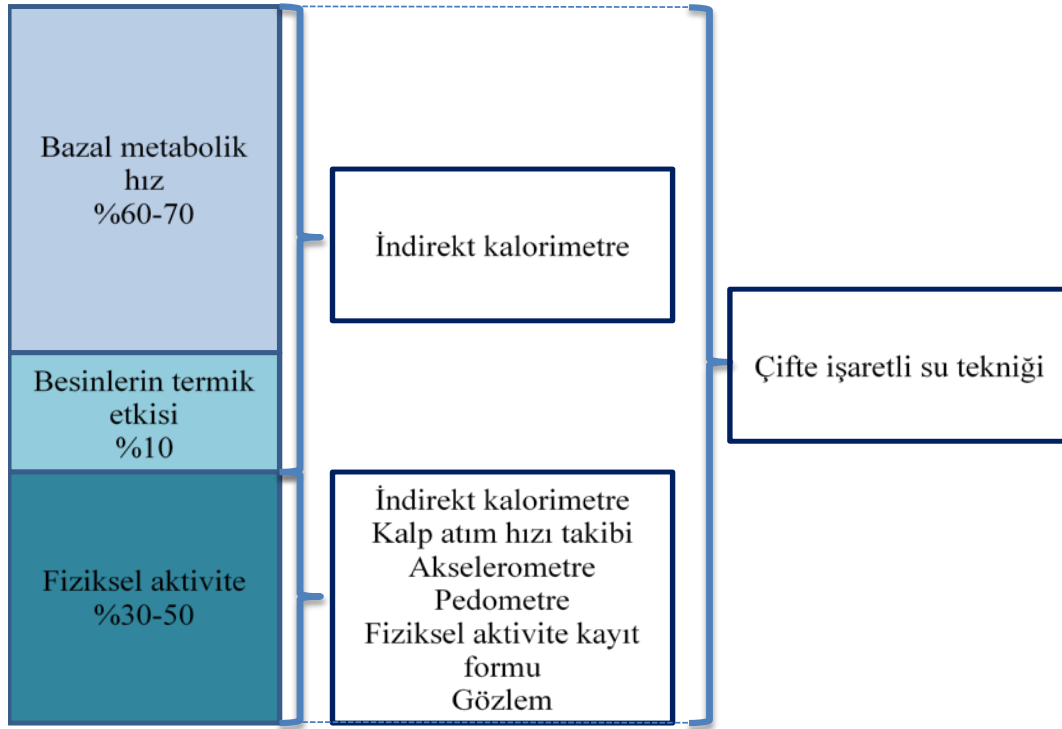 Bazal metabolik
hız
%60-70
İndirekt kalorimetre
Çifte işaretli su tekniği
Besinlerin termik
etkisi
%10
Fiziksel aktivite
%30-50
İndirekt kalorimetre
Kalp atım hızı takibi
Akselerometre
Pedometre
Fiziksel aktivite kayıt
formu
Gözlem